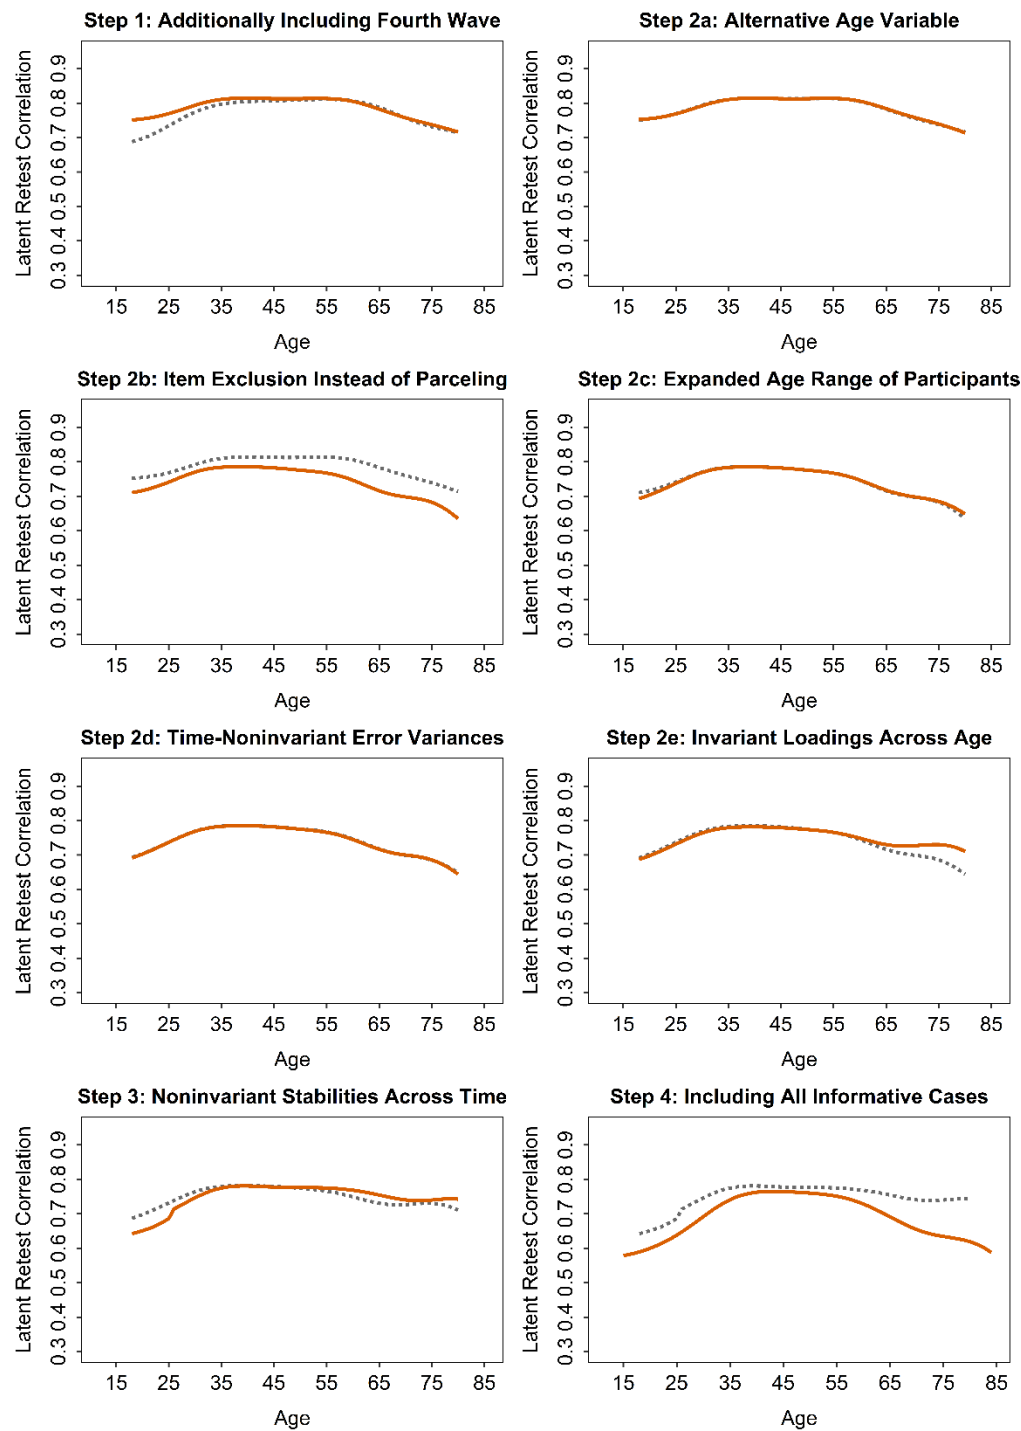 Step 1: Additionally Including Fourth Wave
Latent Retest Correlation
0.3 0.4 0.5 0.6 0.7 0.8 0.9
15 25 35 45 55 65 75 85
Age
Step 2a: Alternative Age Variable
Latent Retest Correlation
0.3 0.4 0.5 0.6 0.7 0.8 0.9
15 25 35 45 55 65 75 85
Age
Step 2b: Item Exclusion Instead of Parceling
Latent Retest Correlation
0.3 0.4 0.5 0.6 0.7 0.8 0.9
15 25 35 45 55 65 75 85
Age
Step 2c: Expanded Age Range of Participants
Latent Retest Correlation
0.3 0.4 0.5 0.6 0.7 0.8 0.9
15 25 35 45 55 65 75 85
Age
Step 2d: Time-Noninvariant Error Variances
Latent Retest Correlation
0.3 0.4 0.5 0.6 0.7 0.8 0.9
15 25 35 45 55 65 75 85
Age
Step 2e: Invariant Loadings Across Age
Latent Retest Correlation
0.3 0.4 0.5 0.6 0.7 0.8 0.9
15 25 35 45 55 65 75 85
Age
Step 3: Noninvariant Stabilities Across Time
Latent Retest Correlation
0.3 0.4 0.5 0.6 0.7 0.8 0.9
15 25 35 45 55 65 75 85
Age
Step 4: Including All Informative Cases
Latent Retest Correlation
0.3 0.4 0.5 0.6 0.7 0.8 0.9
15 25 35 45 55 65 75 85
Age